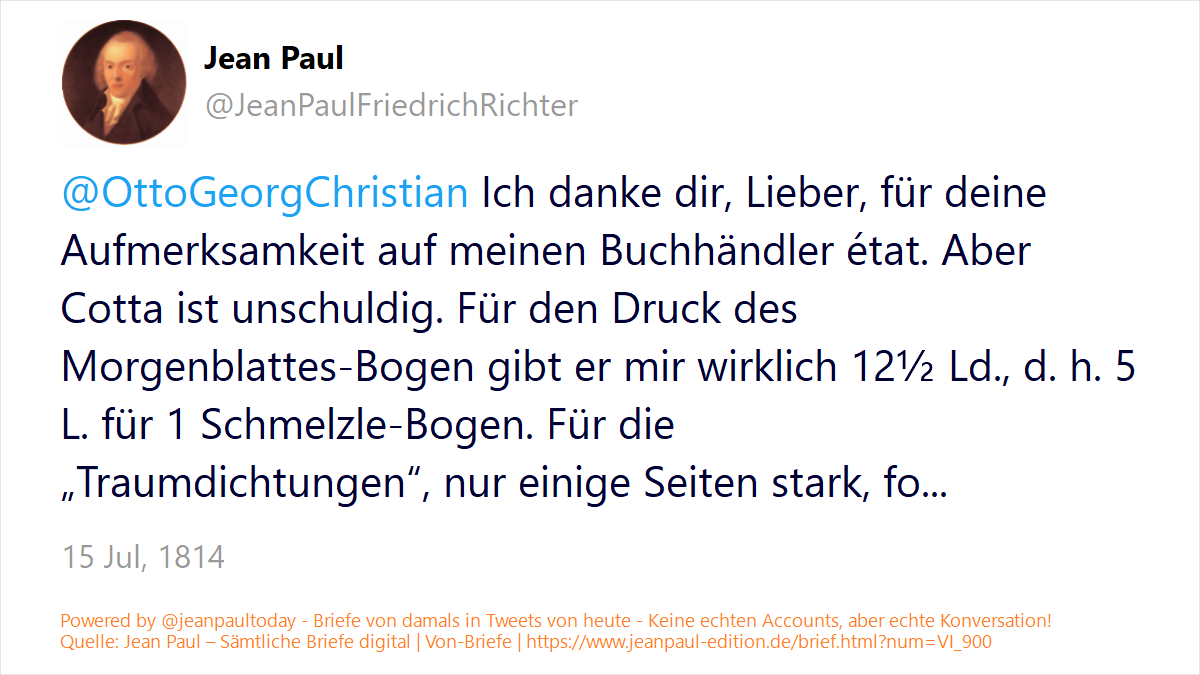 Jean Paul
@JeanPaulFriedrichRichter
@OttoGeorgChristian Ich danke dir, Lieber, für deine
Aufmerksamkeit auf meinen Buchhändler état. Aber
Cotta ist unschuldig. Für den Druck des
Morgenblattes-Bogen gibt er mir wirklich 12½ Ld., d. h. 5
L. für 1 Schmelzle-Bogen. Für die
„Traumdichtungen“, nur einige Seiten stark, fo...
15 Jul, 1814
Powered by @jeanpaultoday - Briefe von damals in Tweets von heute - Keine echten Accounts, aber echte Konversation!
Quelle: Jean Paul – Sämtliche Briefe digital | Von-Briefe | https://www.jeanpaul-edition.de/brief.html?num=VI_900